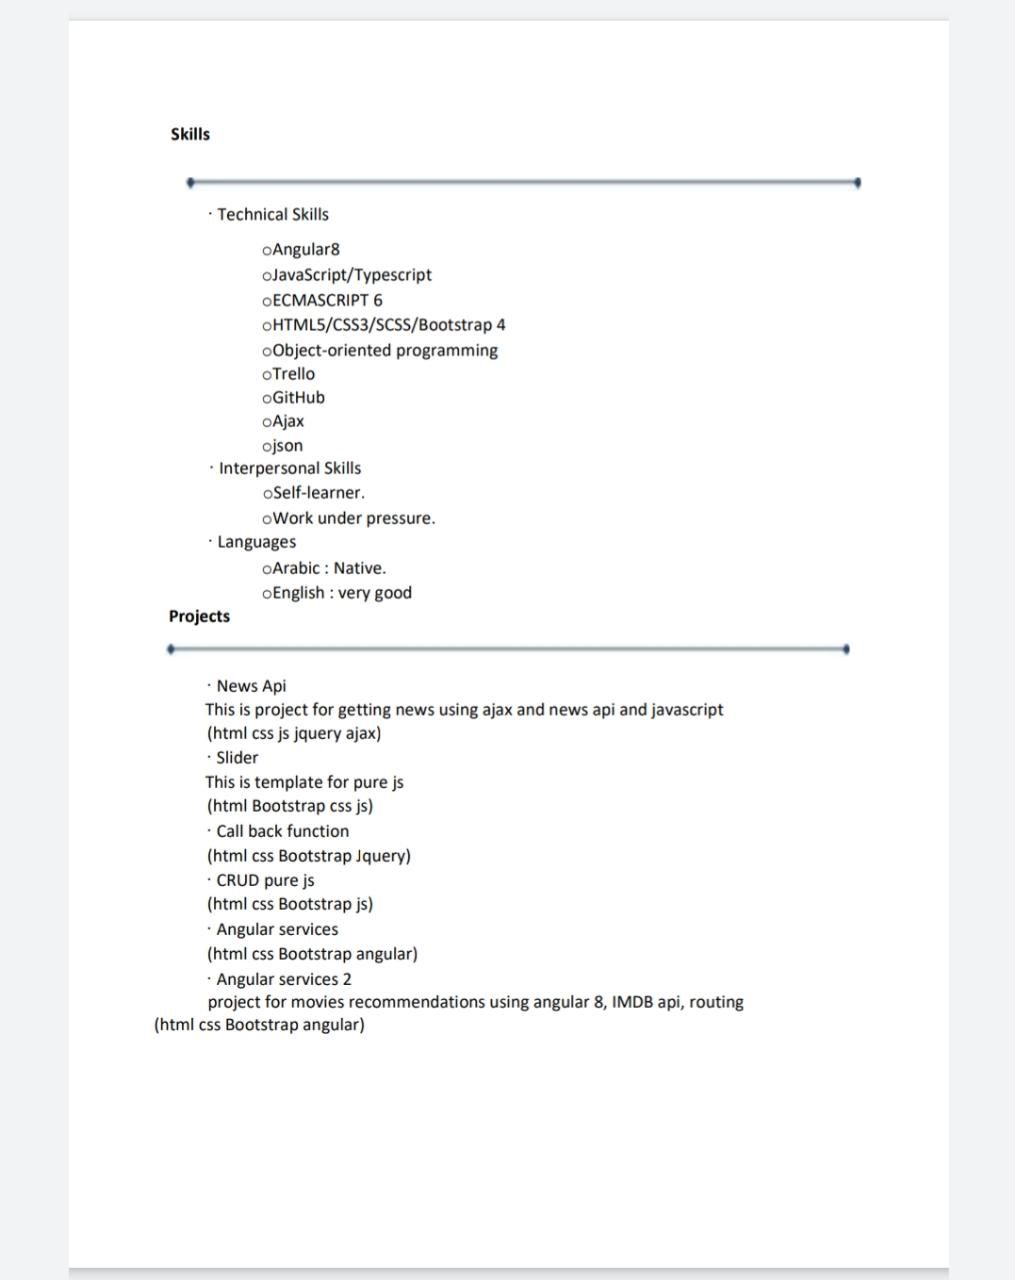 Skills
· Technical Skills
oAngular8
oJavaScript/Typescript
oECMASCRIPT 6
oHTML5/CSS3/SCSS/Bootstrap 4
oObject-oriented programming
oTrello
oGitHub
oAjax
ojson
· Interpersonal Skills
oSelf-learner.
oWork under pressure.
· Languages
oArabic : Native.
oEnglish : very good
Projects
· News Api
This is project for getting news using ajax and news api and javascript
(html css js jquery ajax)
· Slider
This is template for pure js
(html Bootstrap css js)
· Call back function
(html css Bootstrap Jquery)
· CRUD pure js
(html css Bootstrap js)
· Angular services
(html css Bootstrap angular)
· Angular services 2
project for movies recommendations using angular 8, IMDB api, routing
(html css Bootstrap angular)